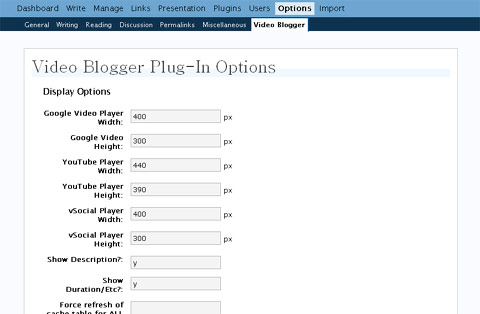 Dashboard Write Manage Links Presentation Plugins Users Options Import
General Writing Reading Discussion Permalinks Miscellaneous Video Blogger
Video Blogger Plug-In Options
Display Options
Google Video Player
Width: 400 px
Google Video
Height: 300 px
YouTube Player
Width: 440 px
YouTube Player
Height: 390 px
vSocial Player
Width: 400 px
vSocial Player
Height: 300 px
Show Description?: y
Show
Duration/Etc?: y
Force refresh of
cache table for ALL